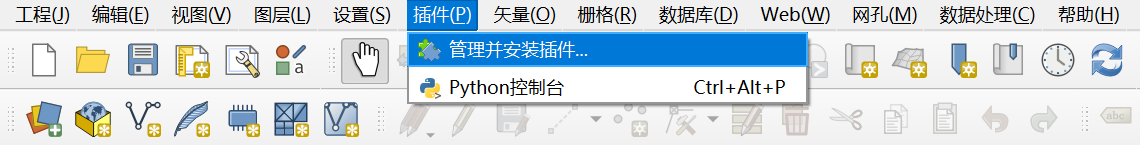 工程(J) 编辑(E) 视图(V) 图层(L) 设置(S) 插件(P) 矢量(O) 栅格(R) 数据库(D) Web(W) 网孔(M) 数据处理(C) 帮助(H)
管理并安装插件...
Python控制台 Ctrl+Alt+P
abc